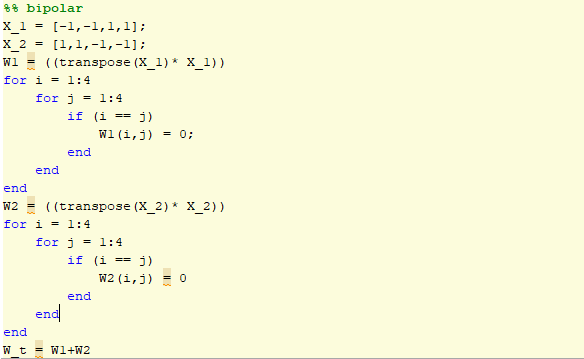 %% bipolar
X_1 = [-1,-1,1,1];
X_2 = [1,1,-1,-1];
W1 = ((transpose(X_1)* X_1))
for i = 1:4
    for j = 1:4
        if (i == j)
            W1(i,j) = 0;
        end
    end
end
W2 = ((transpose(X_2)* X_2))
for i = 1:4
    for j = 1:4
        if (i == j)
            W2(i,j) = 0
        end
    end
end
W_t = W1+W2